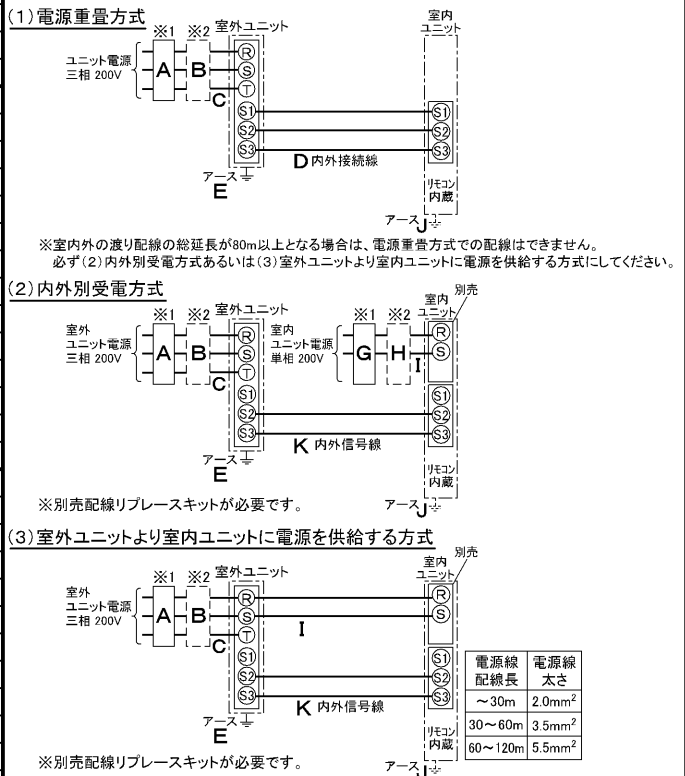 (1)電源重畳方式
※1 ※2 室外ユニット
室内
ユニット
ユニット電源
三相 200V
A B
C
R
S
T
S1
S2
S3
S1
S2
S3
D 内外接続線
アース
E
リモコン
内蔵
アース
J
※室内外の渡り配線の総延長が80m以上となる場合は、電源重畳方式での配線はできません。
必ず(2)内外別受電方式あるいは(3)室外ユニットより室内ユニットに電源を供給する方式にしてください。
(2)内外別受電方式
※1 ※2 室外ユニット
※1 ※2
室内
ユニット
別売
室外
ユニット電源
三相 200V
A B
C
R
S
T
S1
S2
S3
室内
ユニット電源
単相 200V
G H
I
R
S
S1
S2
S3
K 内外信号線
アース
E
リモコン
内蔵
アース
J
※別売配線リプレースキットが必要です。
(3)室外ユニットより室内ユニットに電源を供給する方式
※1 ※2 室外ユニット
室内
ユニット
別売
室外
ユニット電源
三相 200V
A B
C
R
S
T
S1
S2
S3
I
R
S
S1
S2
S3
K 内外信号線
アース
E
リモコン
内蔵
アース
J
電源線 電源線
配線長 太さ
～30m 2.0mm²
30～60m 3.5mm²
60～120m 5.5mm²
※別売配線リプレースキットが必要です。